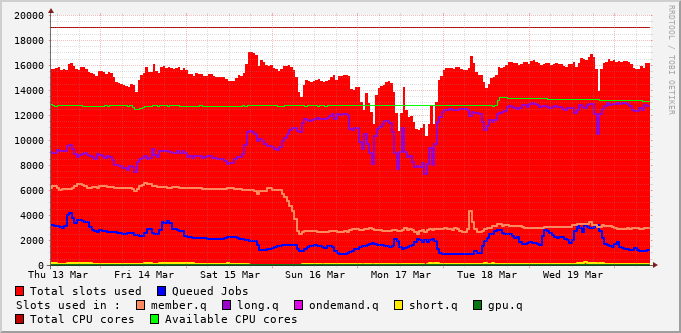 RRDTOOL / TOBI OETIKER
20000
18000
16000
14000
12000
10000
8000
6000
4000
2000
0
Thu 13 Mar Fri 14 Mar Sat 15 Mar Sun 16 Mar Mon 17 Mar Tue 18 Mar Wed 19 Mar
Total slots used Queued Jobs
Slots used in : member.q long.q ondemand.q short.q gpu.q
Total CPU cores Available CPU cores